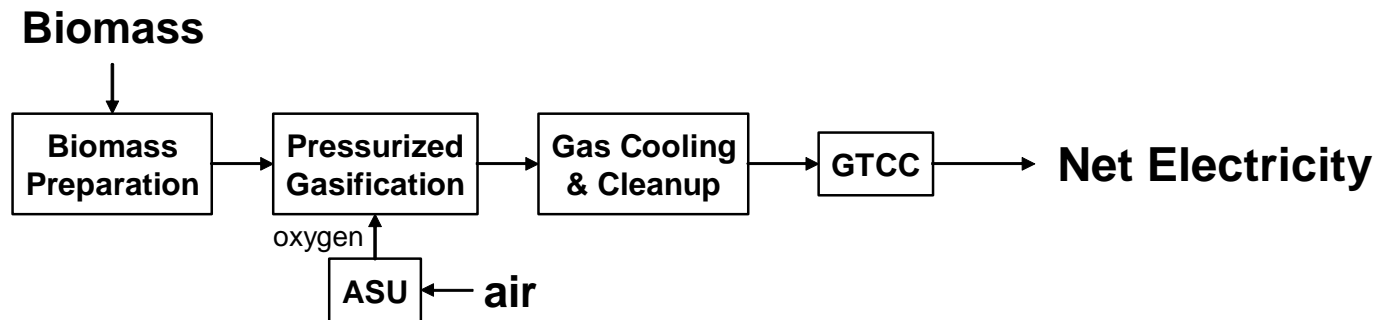 Biomass
Biomass
Preparation
Pressurized
Gasification
Gas Cooling
& Cleanup
GTCC
Net Electricity
oxygen
ASU
air